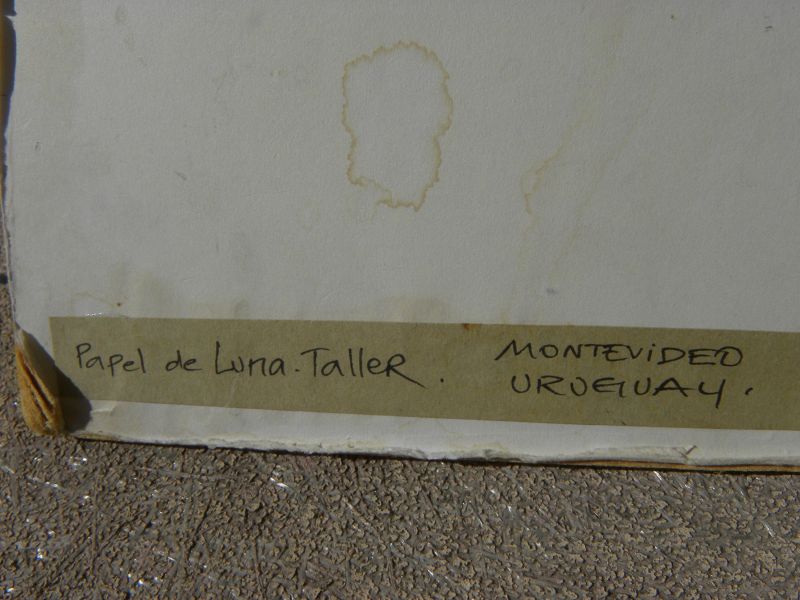 Papel de Luna. Taller.
MONTEVIDEO
URUGUAY.